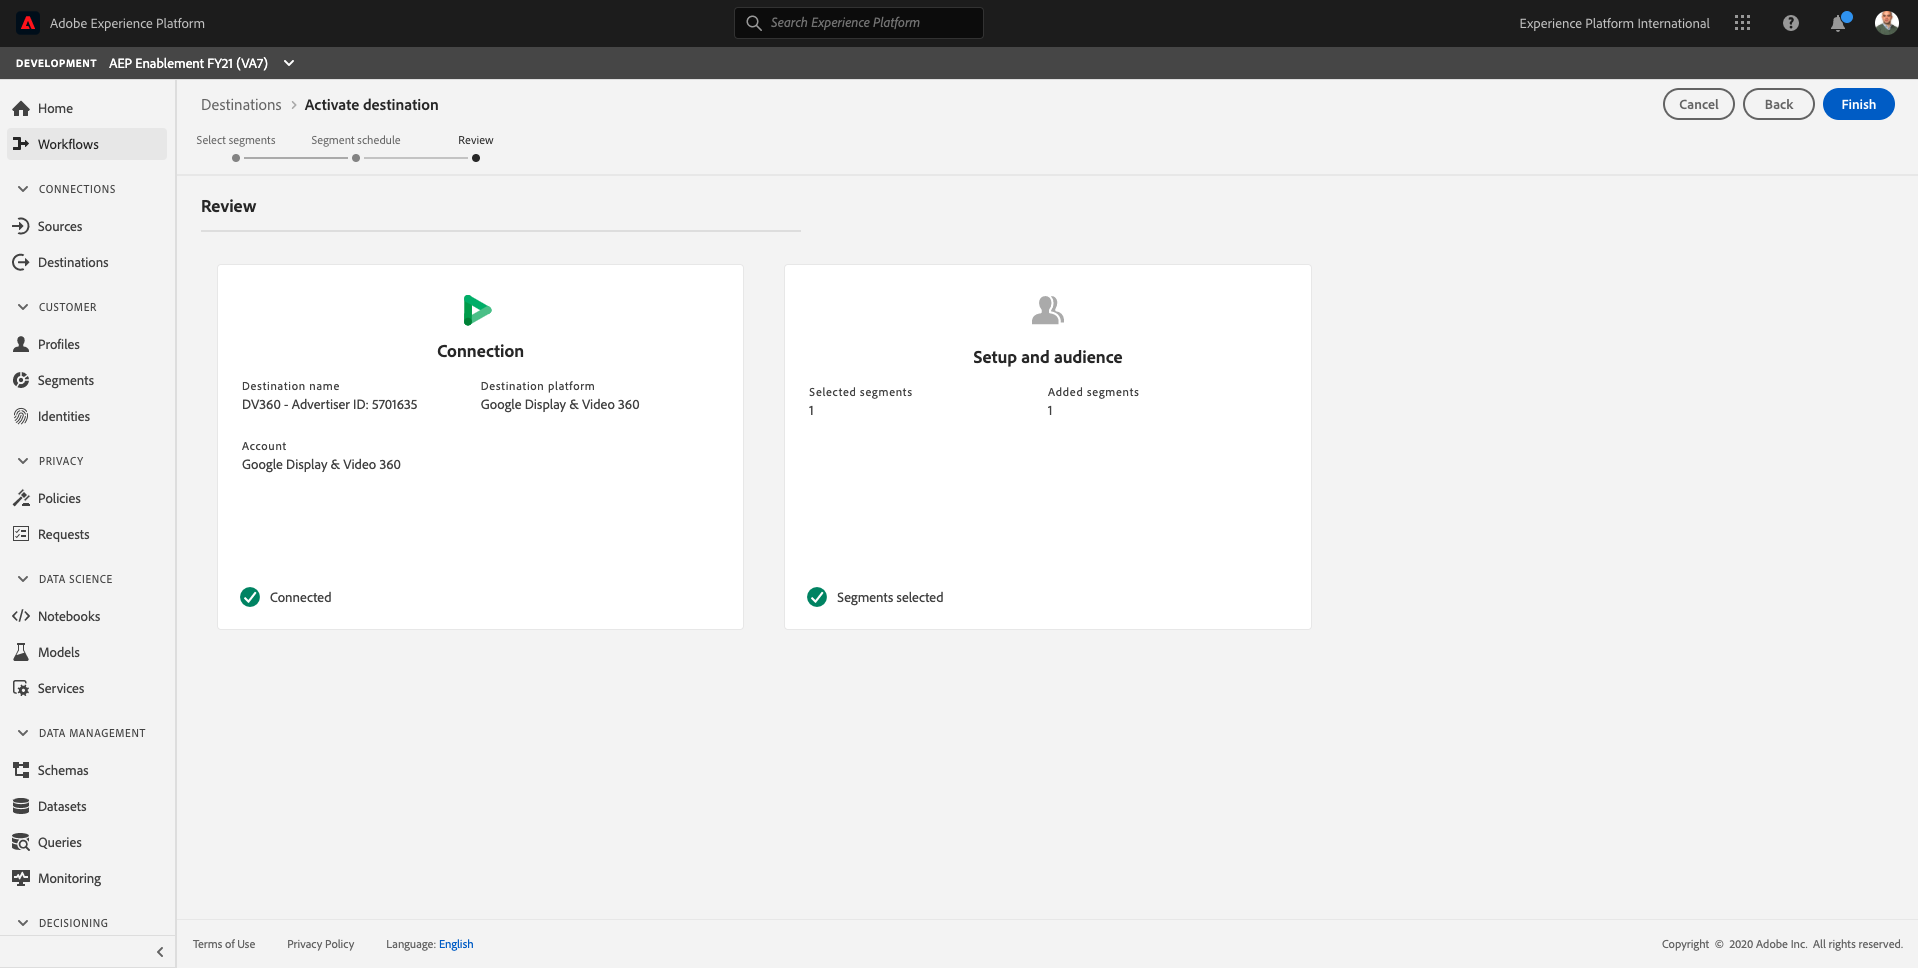 Adobe Experience Platform
Search Experience Platform
Experience Platform International
DEVELOPMENT AEP Enablement FY21 (VA7)
Home
Workflows
CONNECTIONS
Sources
Destinations
CUSTOMER
Profiles
Segments
Identities
PRIVACY
Policies
Requests
DATA SCIENCE
Notebooks
Models
Services
DATA MANAGEMENT
Schemas
Datasets
Queries
Monitoring
DECISIONING
Destinations > Activate destination
Cancel
Back
Finish
Select segments
Segment schedule
Review
Review
Connection
Destination name
DV360 - Advertiser ID: 5701635
Destination platform
Google Display & Video 360
Account
Google Display & Video 360
Connected
Setup and audience
Selected segments
1
Added segments
1
Segments selected
Terms of Use
Privacy Policy
Language: English
Copyright © 2020 Adobe Inc. All rights reserved.